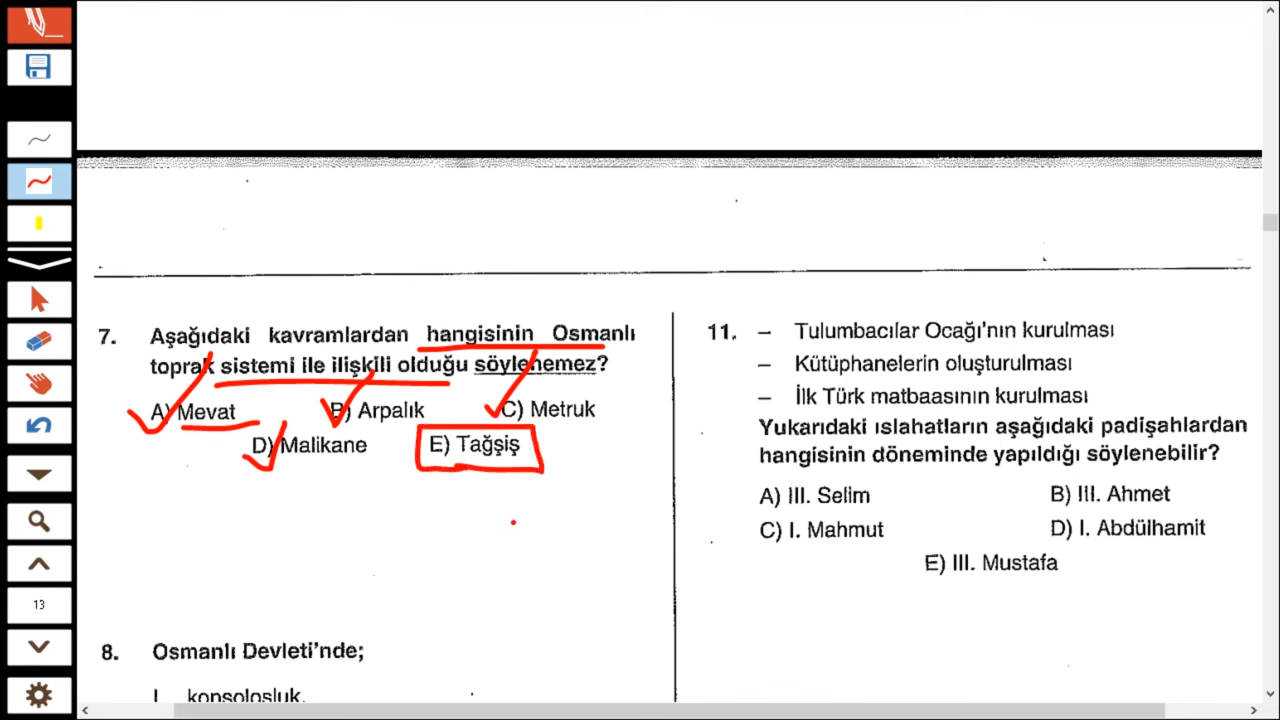 7. Aşağıdaki kavramlardan hangisinin Osmanlı
toprak sistemi ile ilişkili olduğu söylenemez?
A) Mevat B) Arpalık C) Metruk
D) Malikane E) Tağşiş
8. Osmanlı Devleti'nde;
I. konsolosluk,
11. – Tulumbacılar Ocağı'nın kurulması
– Kütüphanelerin oluşturulması
– İlk Türk matbaasının kurulması
Yukarıdaki ıslahatların aşağıdaki padişahlardan
hangisinin döneminde yapıldığı söylenebilir?
A) III. Selim B) III. Ahmet
C) I. Mahmut D) I. Abdülhamit
E) III. Mustafa
13